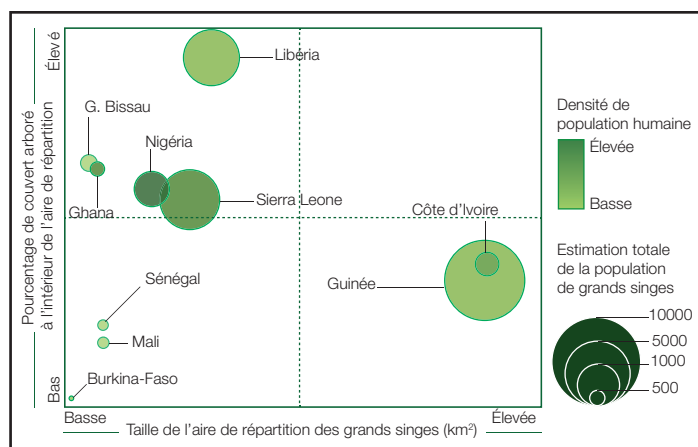 Élevé
Pourcentage de couvert arboré
à l'intérieur de l'aire de répartition
Bas
Libéria
G. Bissau
Nigéria
Ghana
Sierra Leone
Côte d'Ivoire
Guinée
Sénégal
Mali
Burkina-Faso
Basse
Taille de l'aire de répartition des grands singes (km²)
Élevée
Densité de
population humaine
Élevée
Basse
Estimation totale
de la population
de grands singes
10000
5000
1000
500